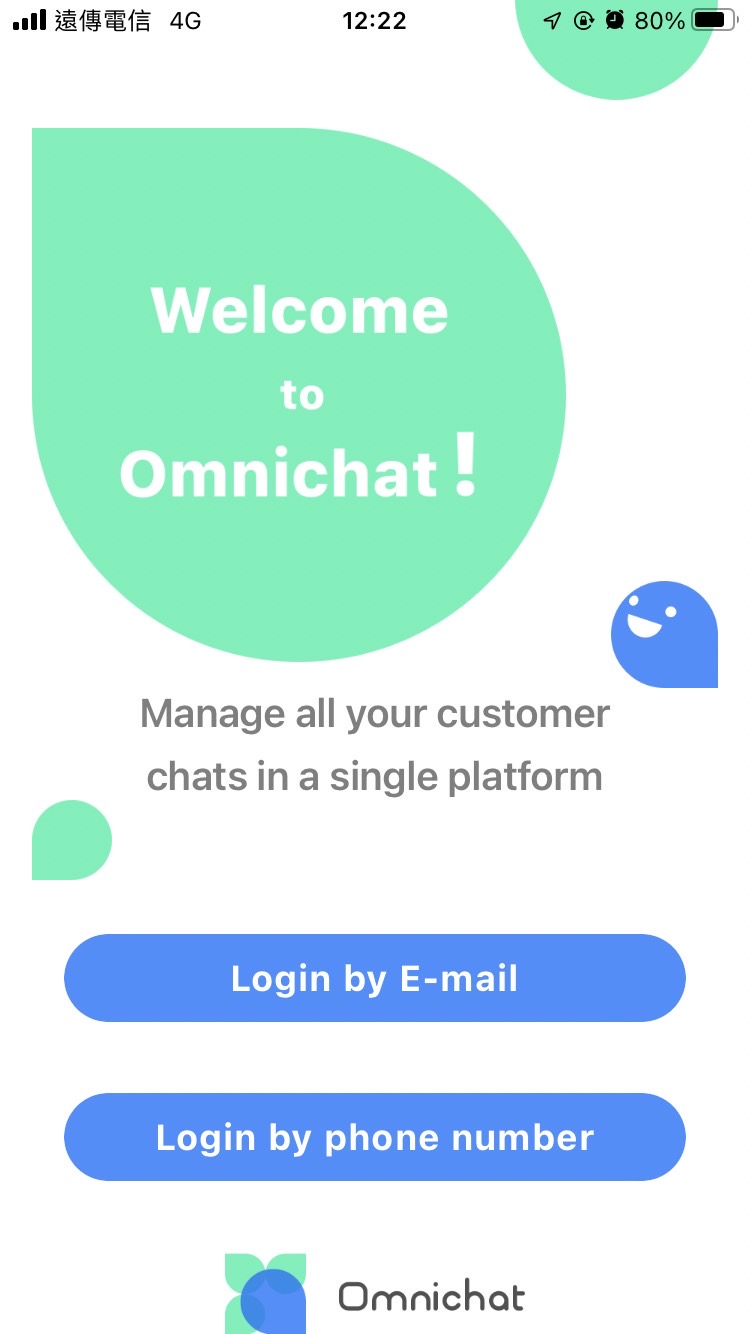 遠傳電信 4G 12:22 80%
Welcome
to
Omnichat!
Manage all your customer
chats in a single platform
Login by E-mail
Login by phone number
Omnichat